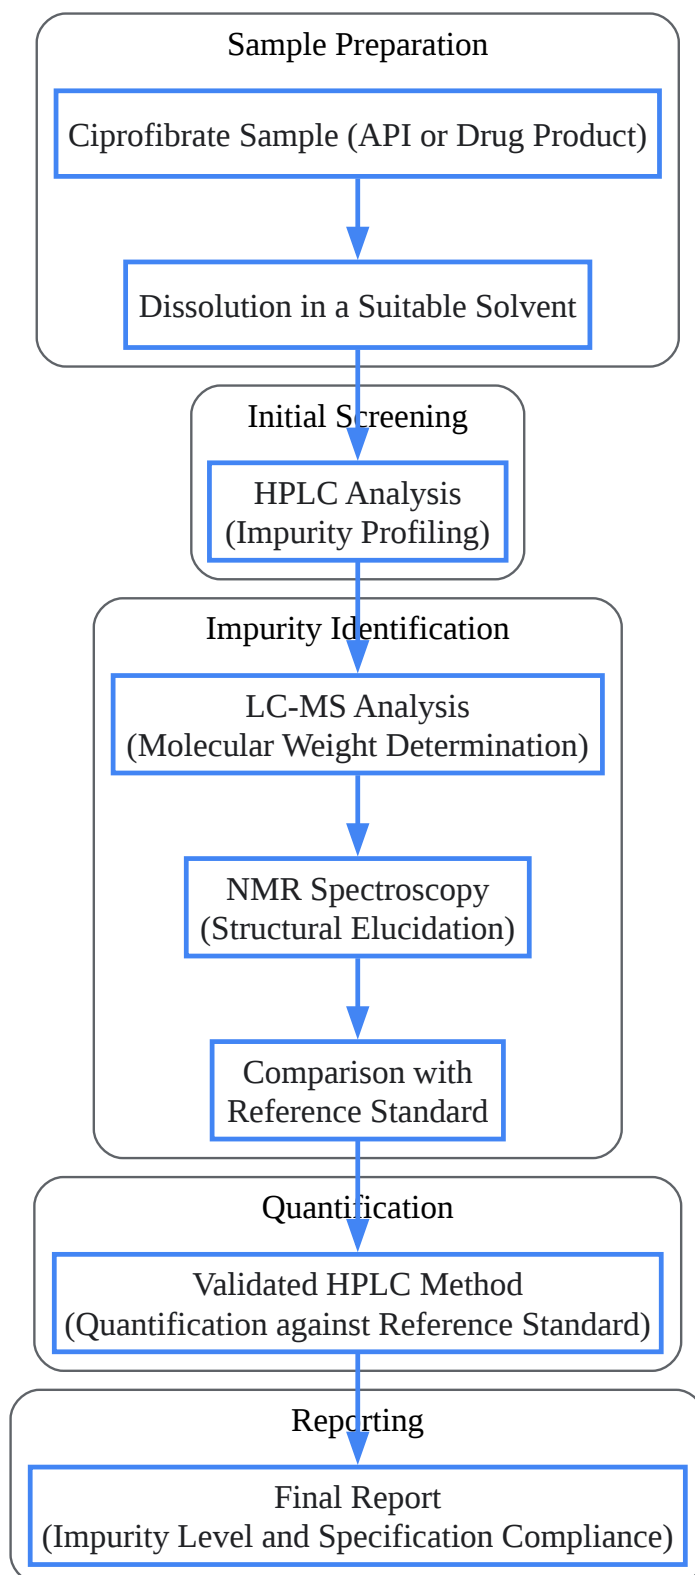 Sample Preparation
Ciprofibrate Sample (API or Drug Product)
Dissolution in a Suitable Solvent
Initial Screening
HPLC Analysis
(Impurity Profiling)
Impurity Identification
LC-MS Analysis
(Molecular Weight Determination)
NMR Spectroscopy
(Structural Elucidation)
Comparison with
Reference Standard
Quantification
Validated HPLC Method
(Quantification against Reference Standard)
Reporting
Final Report
(Impurity Level and Specification Compliance)